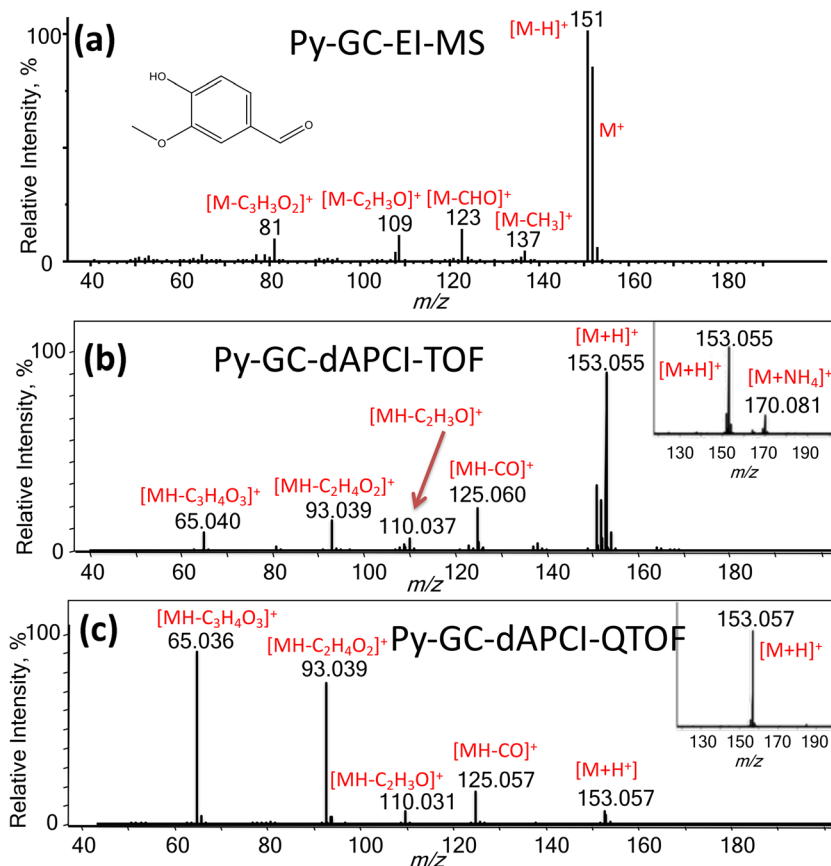 (a) Py-GC-EI-MS
[M-H]⁺ 151
M⁺
HO
O
O
[M-C₃H₃O₂]⁺
81
[M-C₂H₃O]⁺
109
[M-CHO]⁺
123
[M-CH₃]⁺
137
Relative Intensity, %
100
0
40 60 80 100 120 140 160 180
m/z
(b) Py-GC-dAPCI-TOF
[M+H]⁺
153.055
[MH-C₂H₃O]⁺
110.037
[MH-CO]⁺
125.060
[MH-C₂H₄O₂]⁺
93.039
[MH-C₃H₄O₃]⁺
65.040
153.055
[M+H]⁺
[M+NH₄]⁺
170.081
130 150 170 190
m/z
Relative Intensity, %
100
0
40 60 80 100 120 140 160 180
m/z
(c) Py-GC-dAPCI-QTOF
[MH-C₃H₄O₃]⁺
65.036
[MH-C₂H₄O₂]⁺
93.039
[MH-C₂H₃O]⁺
110.031
[MH-CO]⁺
125.057
[M+H⁺]
153.057
153.057
[M+H]⁺
130 150 170 190
m/z
Relative Intensity, %
100
0
40 60 80 100 120 140 160 180
m/z